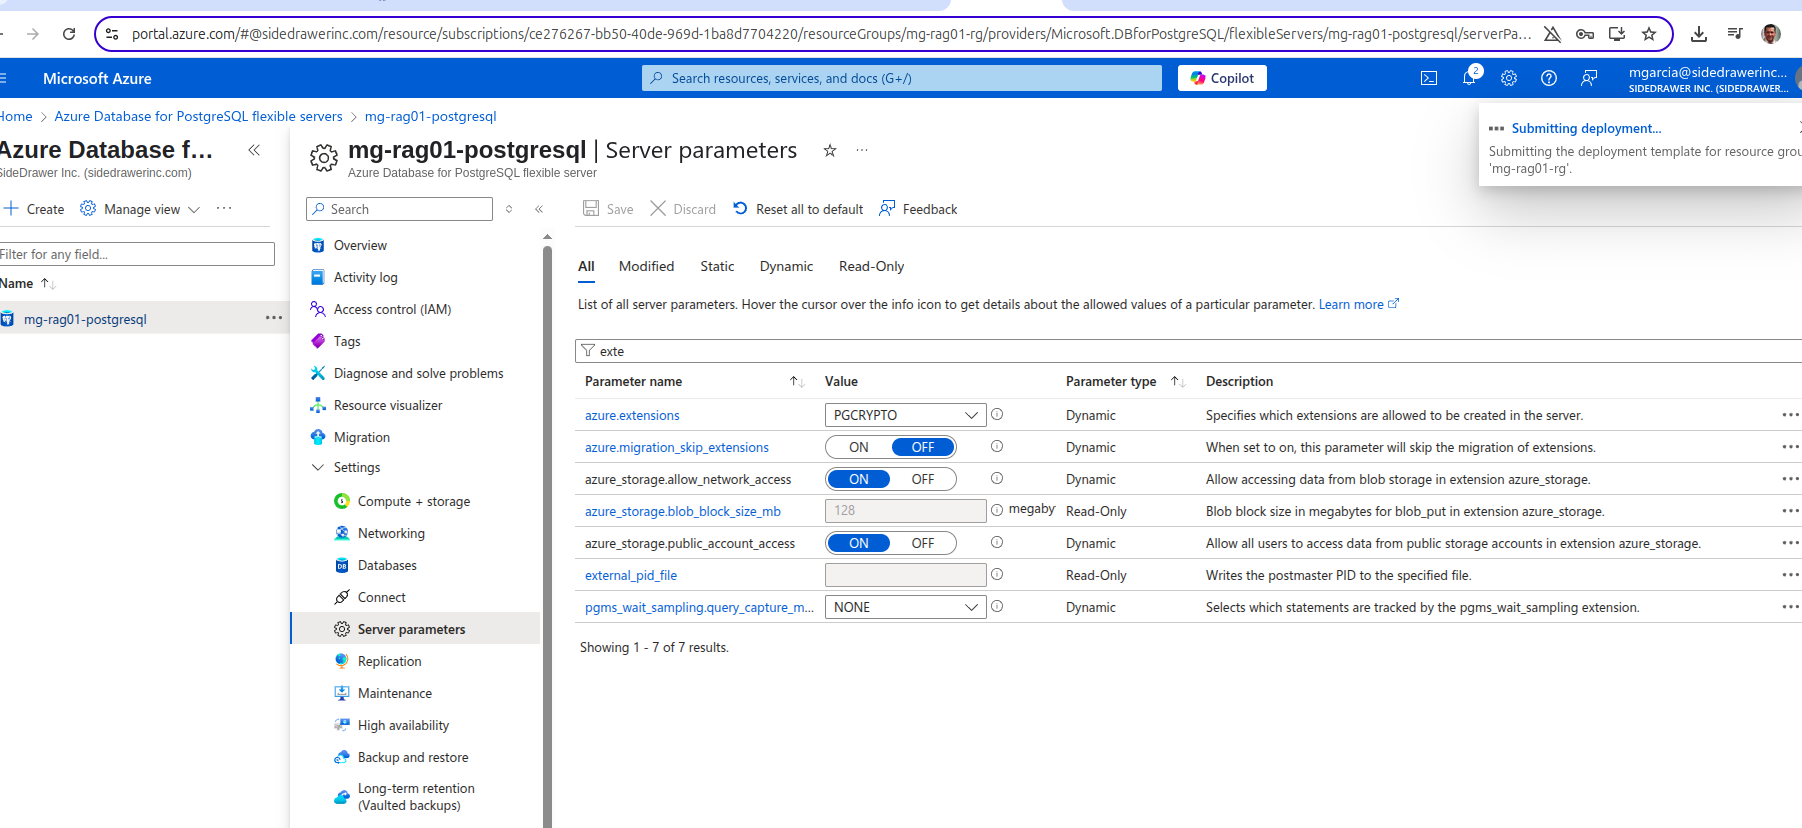 portal.azure.com/#@sidedrawerinc.com/resource/subscriptions/ce276267-bb50-40de-969d-1ba8d7704220/resourceGroups/mg-rag01-rg/providers/Microsoft.DBforPostgreSQL/flexibleServers/mg-rag01-postgresql/serverPa...
Microsoft Azure
Search resources, services, and docs (G+/)
Copilot
2
mgarcia@sidedrawerinc...
SIDEDRAWER INC. (SIDEDRAWER...
Home > Azure Database for PostgreSQL flexible servers > mg-rag01-postgresql
Submitting deployment...
Submitting the deployment template for resource grou
'mg-rag01-rg'.
Azure Database f...
SideDrawer Inc. (sidedrawerinc.com)
Create
Manage view
Filter for any field...
Name
mg-rag01-postgresql
mg-rag01-postgresql | Server parameters
Azure Database for PostgreSQL flexible server
Search
Overview
Activity log
Access control (IAM)
Tags
Diagnose and solve problems
Resource visualizer
Migration
Settings
Compute + storage
Networking
Databases
Connect
Server parameters
Replication
Maintenance
High availability
Backup and restore
Long-term retention
(Vaulted backups)
Save
Discard
Reset all to default
Feedback
All Modified Static Dynamic Read-Only
List of all server parameters. Hover the cursor over the info icon to get details about the allowed values of a particular parameter. Learn more
exte
Parameter name Value Parameter type Description
azure.extensions PGCRYPTO Dynamic Specifies which extensions are allowed to be created in the server.
azure.migration_skip_extensions ON OFF Dynamic When set to on, this parameter will skip the migration of extensions.
azure_storage.allow_network_access ON OFF Dynamic Allow accessing data from blob storage in extension azure_storage.
azure_storage.blob_block_size_mb 128 megaby Read-Only Blob block size in megabytes for blob_put in extension azure_storage.
azure_storage.public_account_access ON OFF Dynamic Allow all users to access data from public storage accounts in extension azure_storage.
external_pid_file Read-Only Writes the postmaster PID to the specified file.
pgms_wait_sampling.query_capture_m... NONE Dynamic Selects which statements are tracked by the pgms_wait_sampling extension.
Showing 1 - 7 of 7 results.